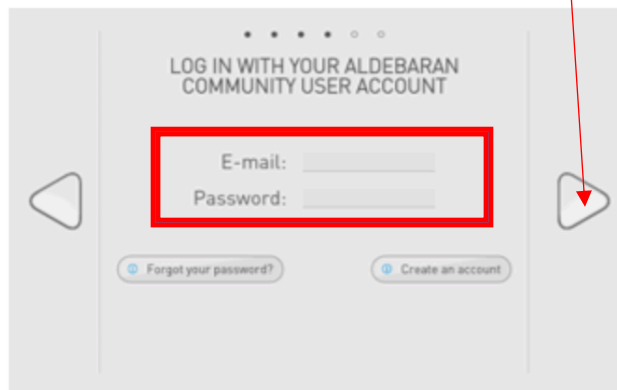 LOG IN WITH YOUR ALDEBARAN
COMMUNITY USER ACCOUNT
E-mail:
Password:
Forgot your password?
Create an account